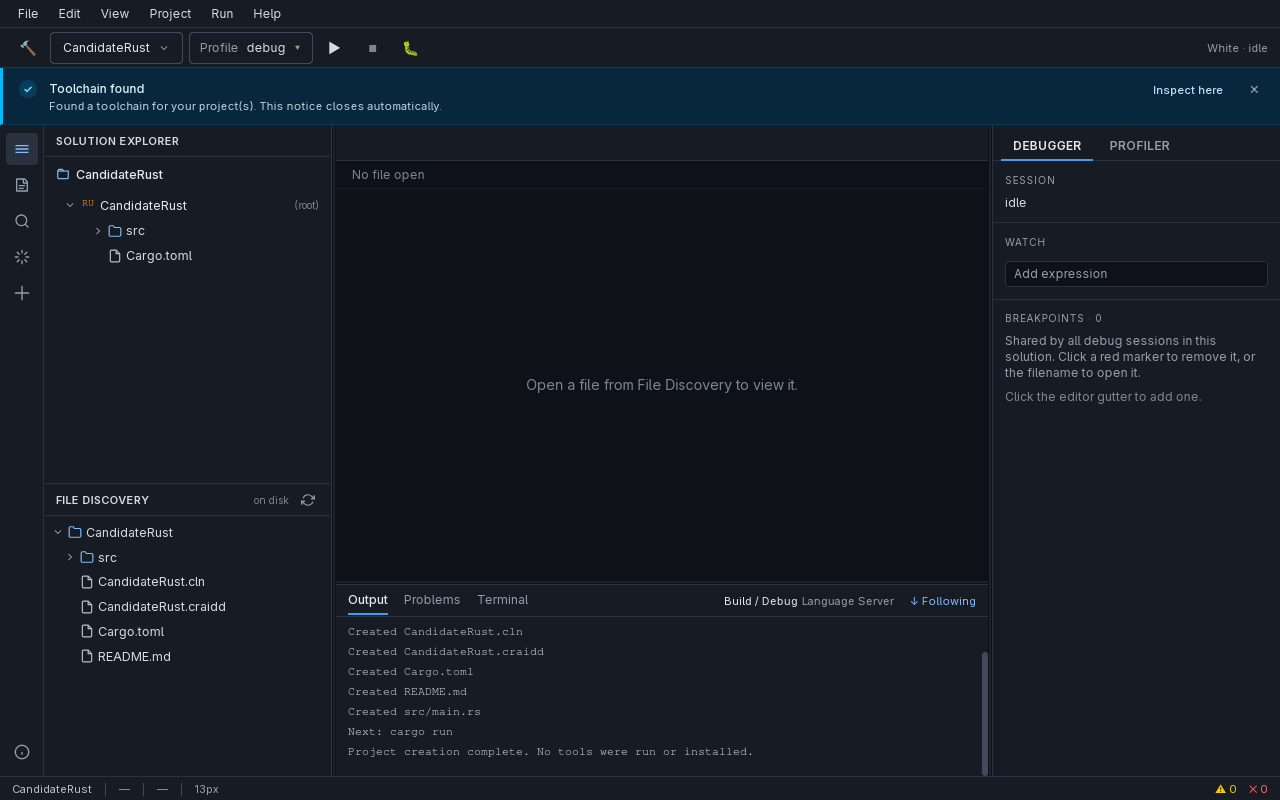 File Edit View Project Run Help
CandidateRust Profile debug White · idle
Toolchain found
Found a toolchain for your project(s). This notice closes automatically.
Inspect here
SOLUTION EXPLORER
CandidateRust
RU CandidateRust (root)
src
Cargo.toml
FILE DISCOVERY on disk
CandidateRust
src
CandidateRust.cln
CandidateRust.craidd
Cargo.toml
README.md
No file open
Open a file from File Discovery to view it.
Output Problems Terminal Build / Debug Language Server ↓ Following
Created CandidateRust.cln
Created CandidateRust.craidd
Created Cargo.toml
Created README.md
Created src/main.rs
Next: cargo run
Project creation complete. No tools were run or installed.
DEBUGGER PROFILER
SESSION
idle
WATCH
Add expression
BREAKPOINTS · 0
Shared by all debug sessions in this
solution. Click a red marker to remove it, or
the filename to open it.
Click the editor gutter to add one.
CandidateRust — — 13px 0 0